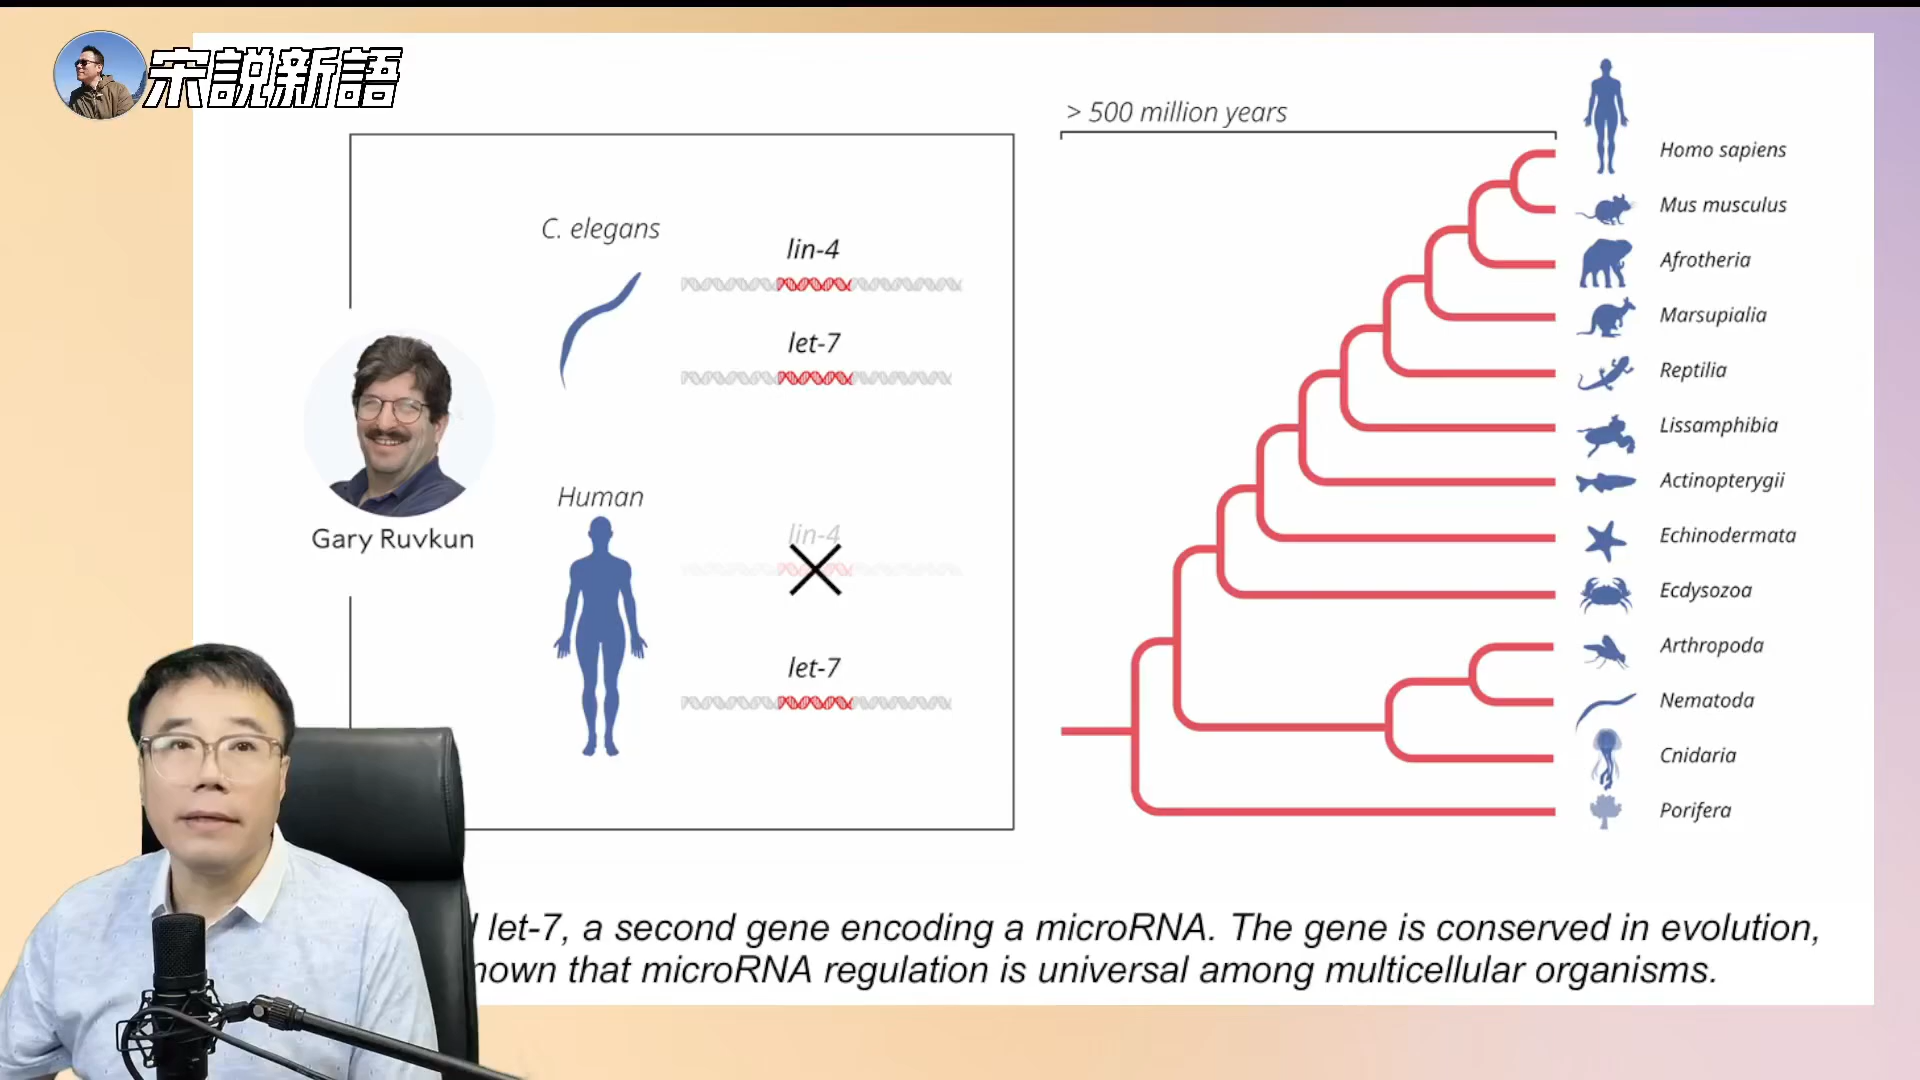 宋説新語
> 500 million years
C. elegans
lin-4
let-7
Gary Ruvkun
Human
lin-4
let-7
Homo sapiens
Mus musculus
Afrotheria
Marsupialia
Reptilia
Lissamphibia
Actinopterygii
Echinodermata
Ecdysozoa
Arthropoda
Nematoda
Cnidaria
Porifera
let-7, a second gene encoding a microRNA. The gene is conserved in evolution,
that microRNA regulation is universal among multicellular organisms.